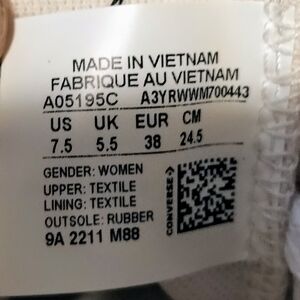 MADE IN VIETNAM
FABRIQUE AU VIETNAM
A05195C A3YRWWM700443
US UK EUR CM
7.5 5.5 38 24.5
GENDER: WOMEN
UPPER: TEXTILE
LINING: TEXTILE
OUTSOLE: RUBBER
9A 2211 M88
CONVERSE